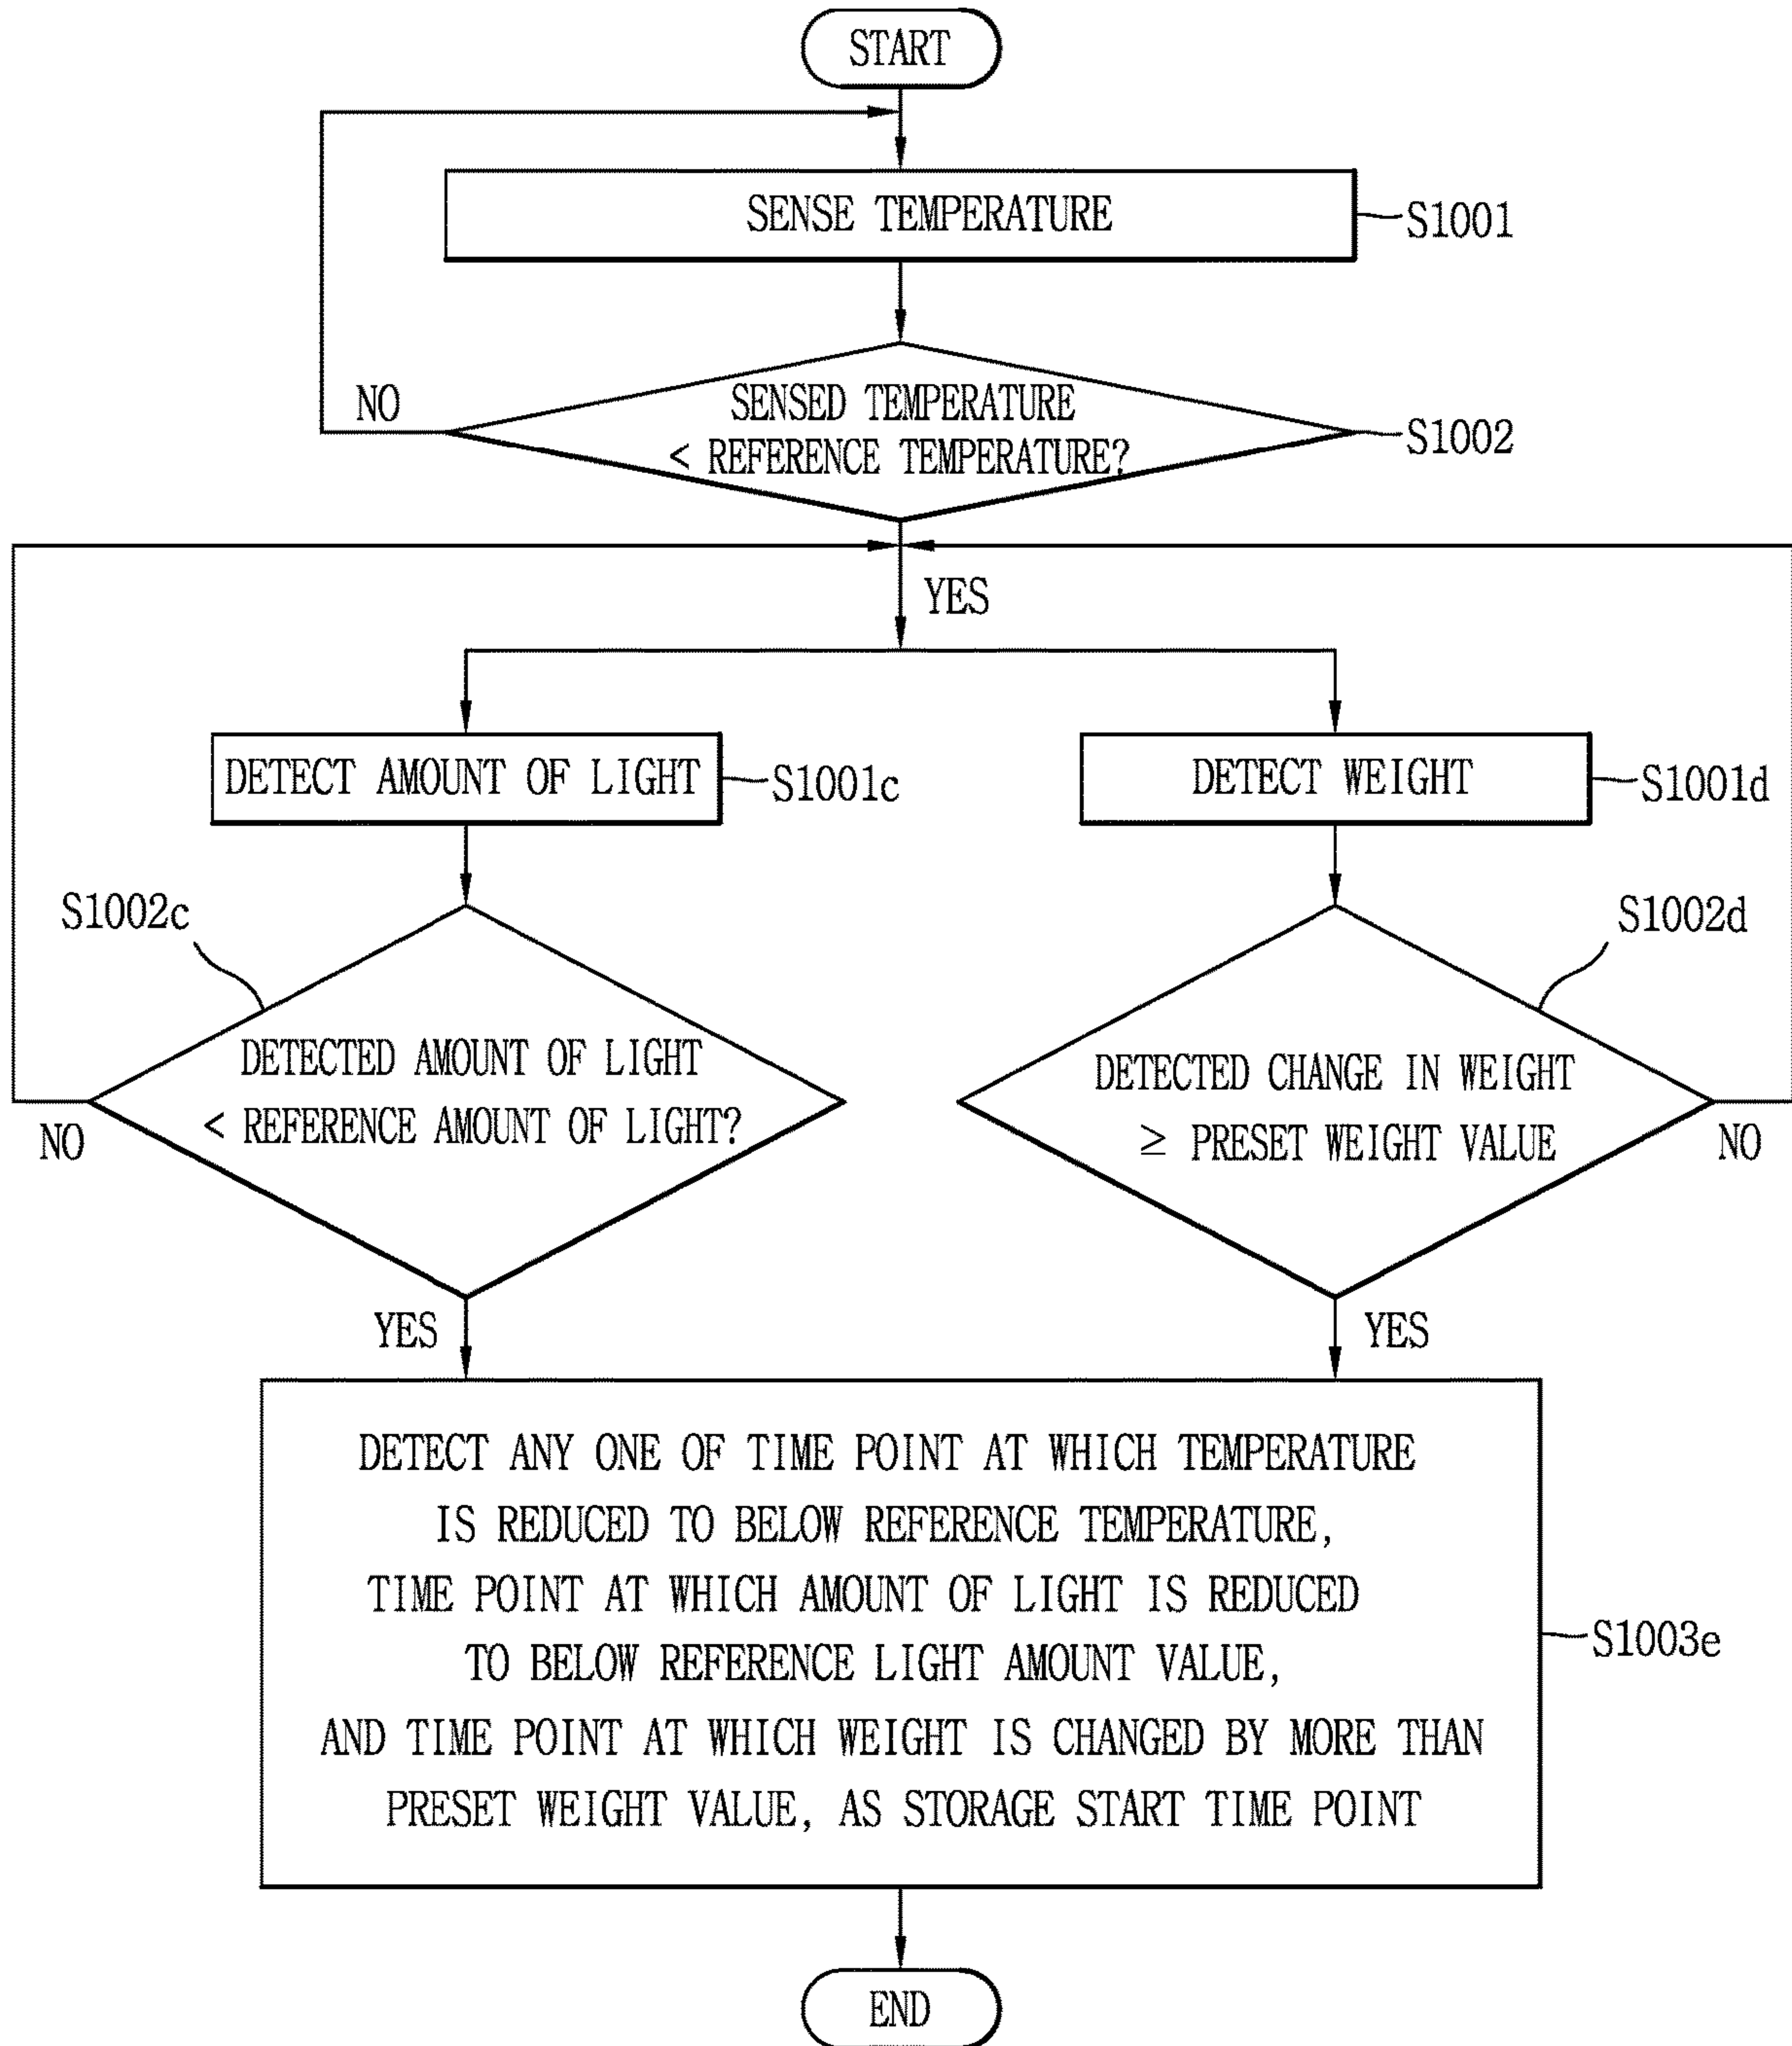 START
SENSE TEMPERATURE
S1001
SENSED TEMPERATURE
< REFERENCE TEMPERATURE?
S1002
NO
YES
DETECT AMOUNT OF LIGHT
S1001c
DETECT WEIGHT
S1001d
S1002c
DETECTED AMOUNT OF LIGHT
< REFERENCE AMOUNT OF LIGHT?
NO
YES
S1002d
DETECTED CHANGE IN WEIGHT
≥ PRESET WEIGHT VALUE
NO
YES
DETECT ANY ONE OF TIME POINT AT WHICH TEMPERATURE
IS REDUCED TO BELOW REFERENCE TEMPERATURE,
TIME POINT AT WHICH AMOUNT OF LIGHT IS REDUCED
TO BELOW REFERENCE LIGHT AMOUNT VALUE,
AND TIME POINT AT WHICH WEIGHT IS CHANGED BY MORE THAN
PRESET WEIGHT VALUE, AS STORAGE START TIME POINT
S1003e
END